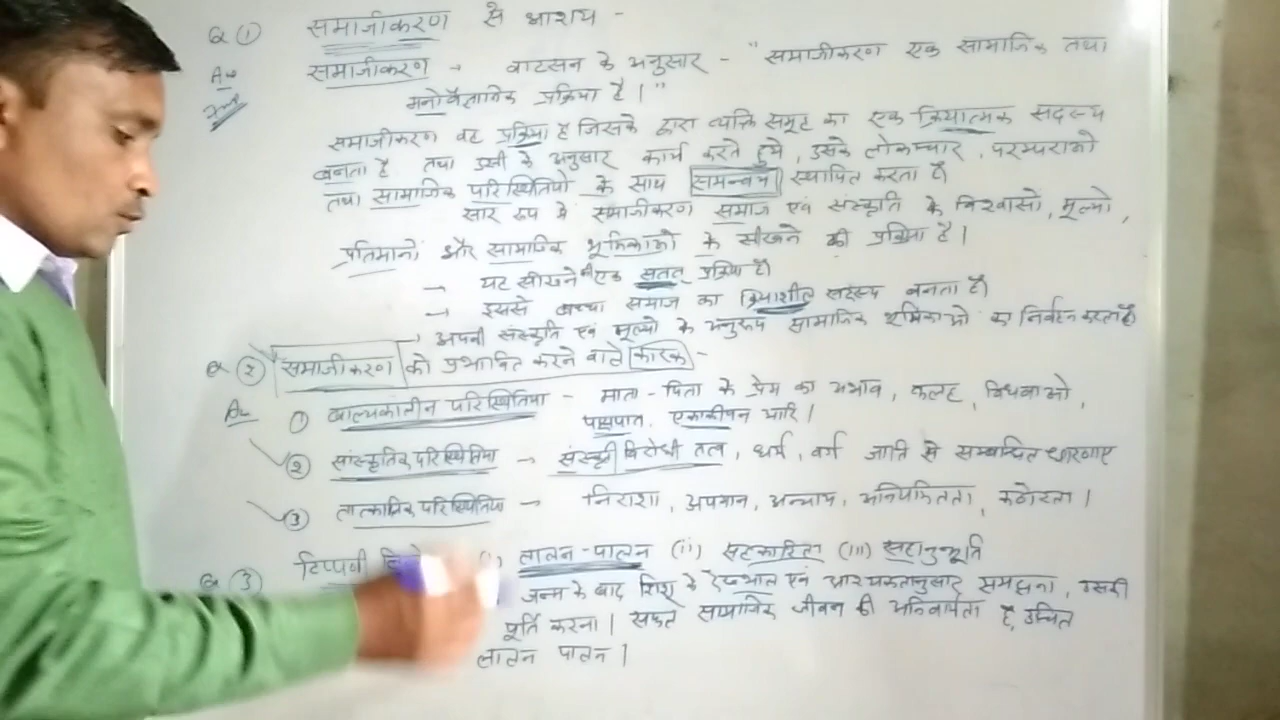 Q ① समाजीकरण से आशय -
Ans समाजीकरण → वाटसन के अनुसार - "समाजीकरण एक सामाजिक तथा
मनोवैज्ञानिक प्रक्रिया है।"
समाजीकरण वह प्रक्रिया है जिसके द्वारा व्यक्ति समूह का एक क्रियात्मक सदस्य
बनता है तथा उसी के अनुसार कार्य करते हुये, उसके लोकाचार, परम्पराओं
तथा सामाजिक परिस्थितियों के साथ समन्वय स्थापित करता है।
सार रूप में समाजीकरण समाज एवं संस्कृति के विश्वासों, मूल्यों,
प्रतिमानों और सामाजिक भूमिकाओं के सीखने की प्रक्रिया है।
→ यह सीखने की एक सतत् प्रक्रिया है।
→ इससे बच्चा समाज का क्रियाशील सदस्य बनता है।
→ अपनी संस्कृति एवं मूल्यों के अनुरूप सामाजिक भूमिकाओं का निर्वहन करता है
Q ② समाजीकरण को प्रभावित करने वाले कारक -
Ans ① बाल्यकालीन परिस्थितियां - माता-पिता के प्रेम का अभाव, कलह, विधवाओं,
पक्षपात, एकाकीपन आदि।
② सांस्कृतिक परिस्थितियां → संस्कृति विरोधी तत्व, धर्म, वर्ग जाति से सम्बन्धित धारणाएं
③ तात्कालिक परिस्थितियां → निराशा, अपमान, अन्याय, अनियमितता, कठोरता।
Q ③ टिप्पणी लालन-पालन (ii) सहकारिता (iii) सहानुभूति
जन्म के बाद शिशु के देखभाल एवं आवश्यकतानुसार समझना, उसकी
पूर्ति करना। सफल सामाजिक जीवन की अनिवार्यता है, उचित
लालन पालन।